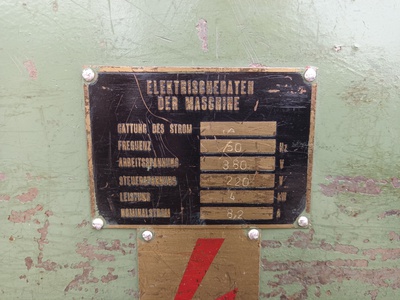 ELEKTRISCHEDATEN
DER MASCHINE
GATTUNG DES STROM
FREQUENZ 50 Hz
ARBEITSSPANNUNG 380 V
STEUERSPANNUNG 220 V
LEISTUNG 4 kW
NOMINALSTROM 8,2 A